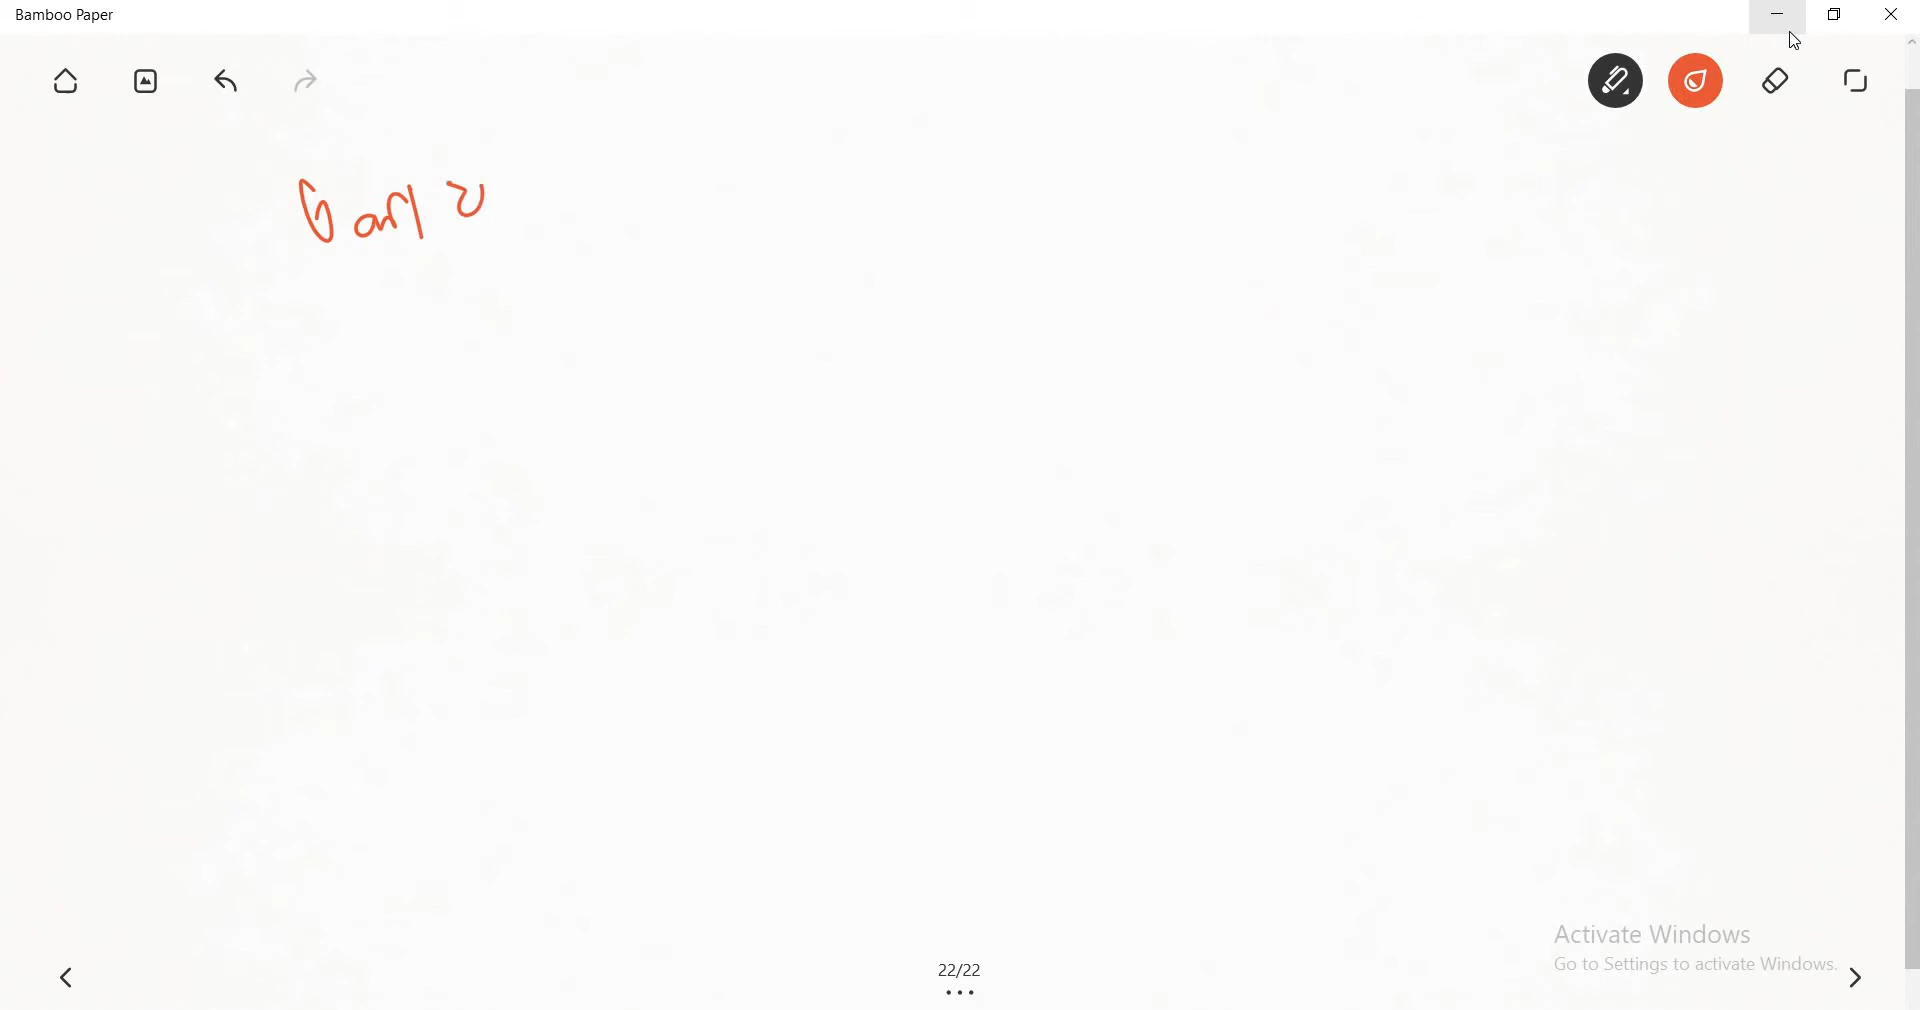 Bamboo Paper
22/22
Activate Windows
Go to Settings to activate Windows.